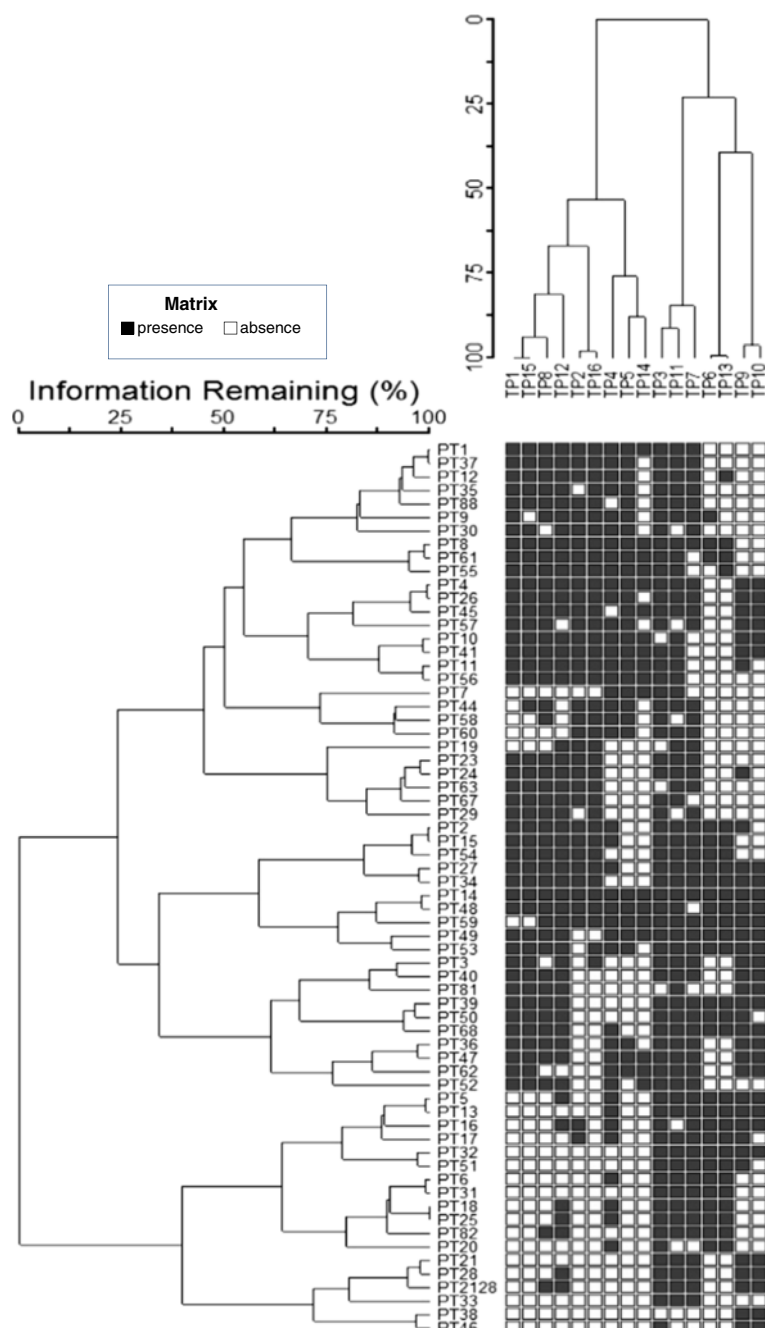 0
25
50
75
100
TP1
TP15
TP8
TP12
TP2
TP16
TP4
TP5
TP14
TP3
TP11
TP7
TP6
TP13
TP9
TP10
Matrix
presence absence
Information Remaining (%)
0 25 50 75 100
PT1
PT37
PT12
PT35
PT88
PT9
PT30
PT8
PT61
PT55
PT4
PT26
PT45
PT57
PT10
PT41
PT11
PT56
PT7
PT44
PT58
PT60
PT19
PT23
PT24
PT63
PT67
PT29
PT2
PT15
PT54
PT27
PT34
PT14
PT48
PT59
PT49
PT53
PT3
PT40
PT81
PT39
PT50
PT68
PT36
PT47
PT62
PT52
PT5
PT13
PT16
PT17
PT32
PT51
PT6
PT31
PT18
PT25
PT82
PT20
PT21
PT28
PT2128
PT33
PT38